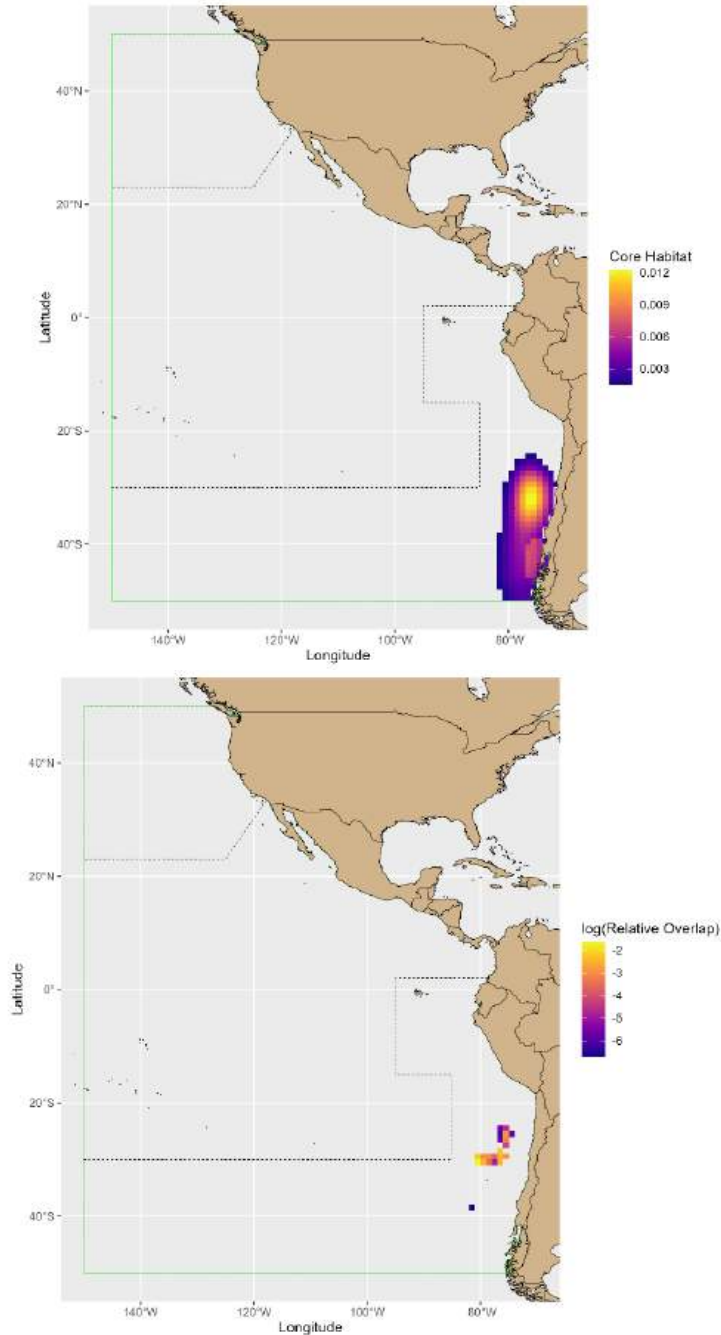 40°N
20°N
0°
20°S
40°S
Latitude
140°W
120°W
100°W
80°W
Longitude
Core Habitat
0.012
0.009
0.006
0.003
40°N
20°N
0°
20°S
40°S
Latitude
140°W
120°W
100°W
80°W
Longitude
log(Relative Overlap)
-2
-3
-4
-5
-6